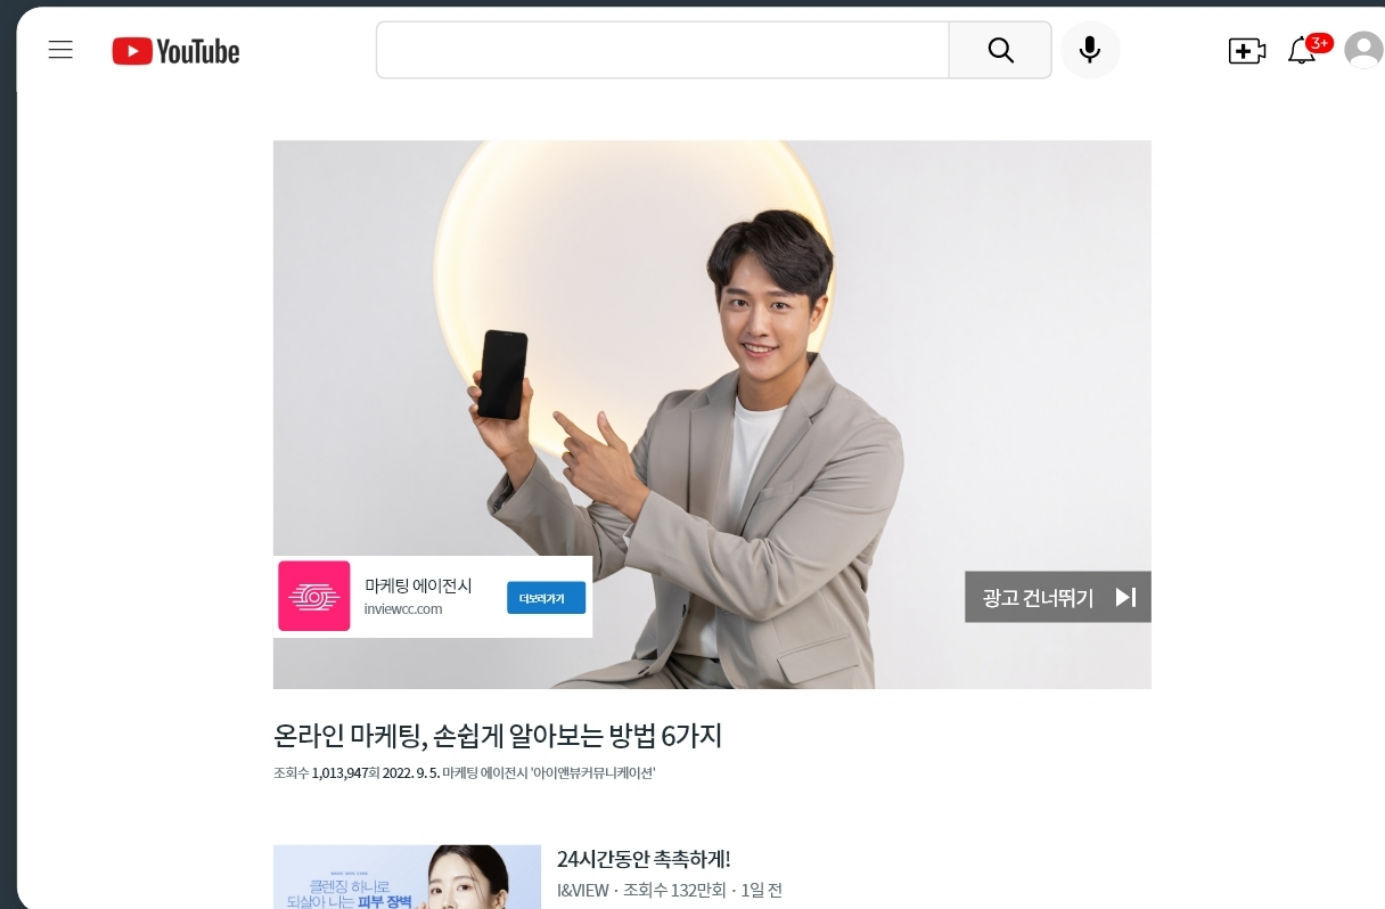 YouTube
3+
마케팅 에이전시
inviewcc.com
더보러가기
광고 건너뛰기
온라인 마케팅, 손쉽게 알아보는 방법 6가지
조회수 1,013,947회 2022. 9. 5. 마케팅 에이전시 '아이앤뷰커뮤니케이션'
24시간동안 촉촉하게!
I&VIEW · 조회수 132만회 · 1일 전
클렌징 하나로
되살아 나는 피부 장벽